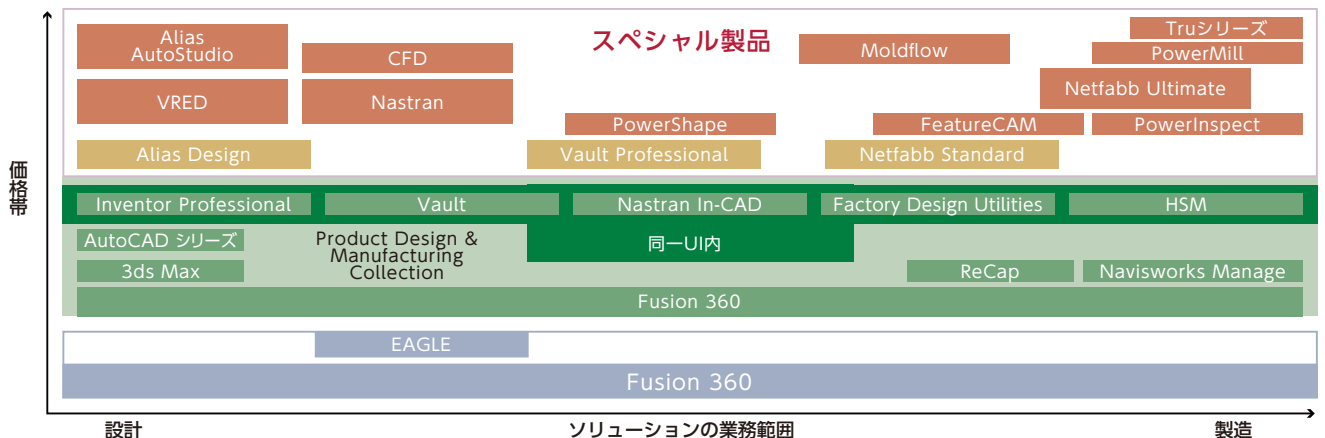 スペシャル製品
Alias
AutoStudio
CFD
Moldflow
Truシリーズ
PowerMill
VRED
Nastran
Netfabb Ultimate
PowerShape
FeatureCAM
PowerInspect
Alias Design
Vault Professional
Netfabb Standard
価格帯
Inventor Professional
Vault
Nastran In-CAD
Factory Design Utilities
HSM
AutoCAD シリーズ
Product Design &
Manufacturing
Collection
同一UI内
3ds Max
ReCap
Navisworks Manage
Fusion 360
EAGLE
Fusion 360
設計
ソリューションの業務範囲
製造